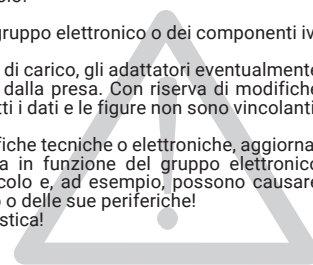 gruppo elettronico o dei componenti iv
di carico, gli adattatori eventualmente
dalla presa. Con riserva di modifiche
tti i dati e le figure non sono vincolanti
fiche tecniche o elettroniche, aggiorna
a in funzione del gruppo elettronico
colo e, ad esempio, possono causare
o delle sue periferiche!
stica!